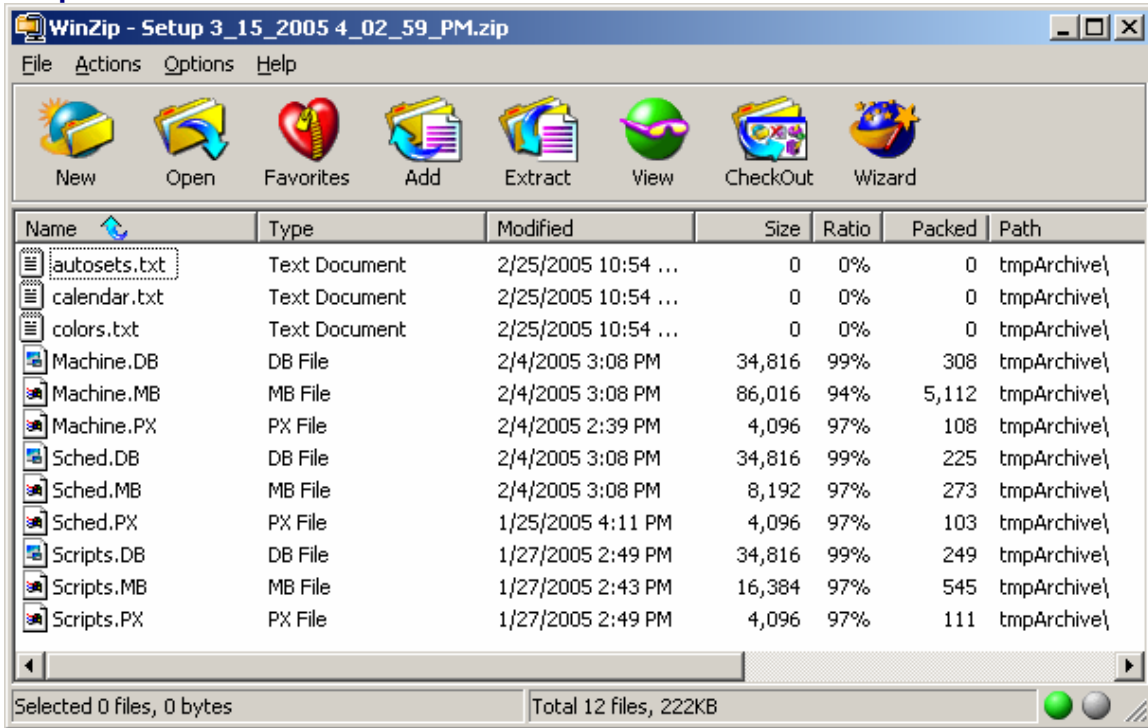 WinZip - Setup 3_15_2005 4_02_59_PM.zip
File Actions Options Help
New Open Favorites Add Extract View CheckOut Wizard
Name Type Modified Size Ratio Packed Path
autosets.txt Text Document 2/25/2005 10:54 ... 0 0% 0 tmpArchive\
calendar.txt Text Document 2/25/2005 10:54 ... 0 0% 0 tmpArchive\
colors.txt Text Document 2/25/2005 10:54 ... 0 0% 0 tmpArchive\
Machine.DB DB File 2/4/2005 3:08 PM 34,816 99% 308 tmpArchive\
Machine.MB MB File 2/4/2005 3:08 PM 86,016 94% 5,112 tmpArchive\
Machine.PX PX File 2/4/2005 2:39 PM 4,096 97% 108 tmpArchive\
Sched.DB DB File 2/4/2005 3:08 PM 34,816 99% 225 tmpArchive\
Sched.MB MB File 2/4/2005 3:08 PM 8,192 97% 273 tmpArchive\
Sched.PX PX File 1/25/2005 4:11 PM 4,096 97% 103 tmpArchive\
Scripts.DB DB File 1/27/2005 2:49 PM 34,816 99% 249 tmpArchive\
Scripts.MB MB File 1/27/2005 2:43 PM 16,384 97% 545 tmpArchive\
Scripts.PX PX File 1/27/2005 2:49 PM 4,096 97% 111 tmpArchive\
Selected 0 files, 0 bytes Total 12 files, 222KB